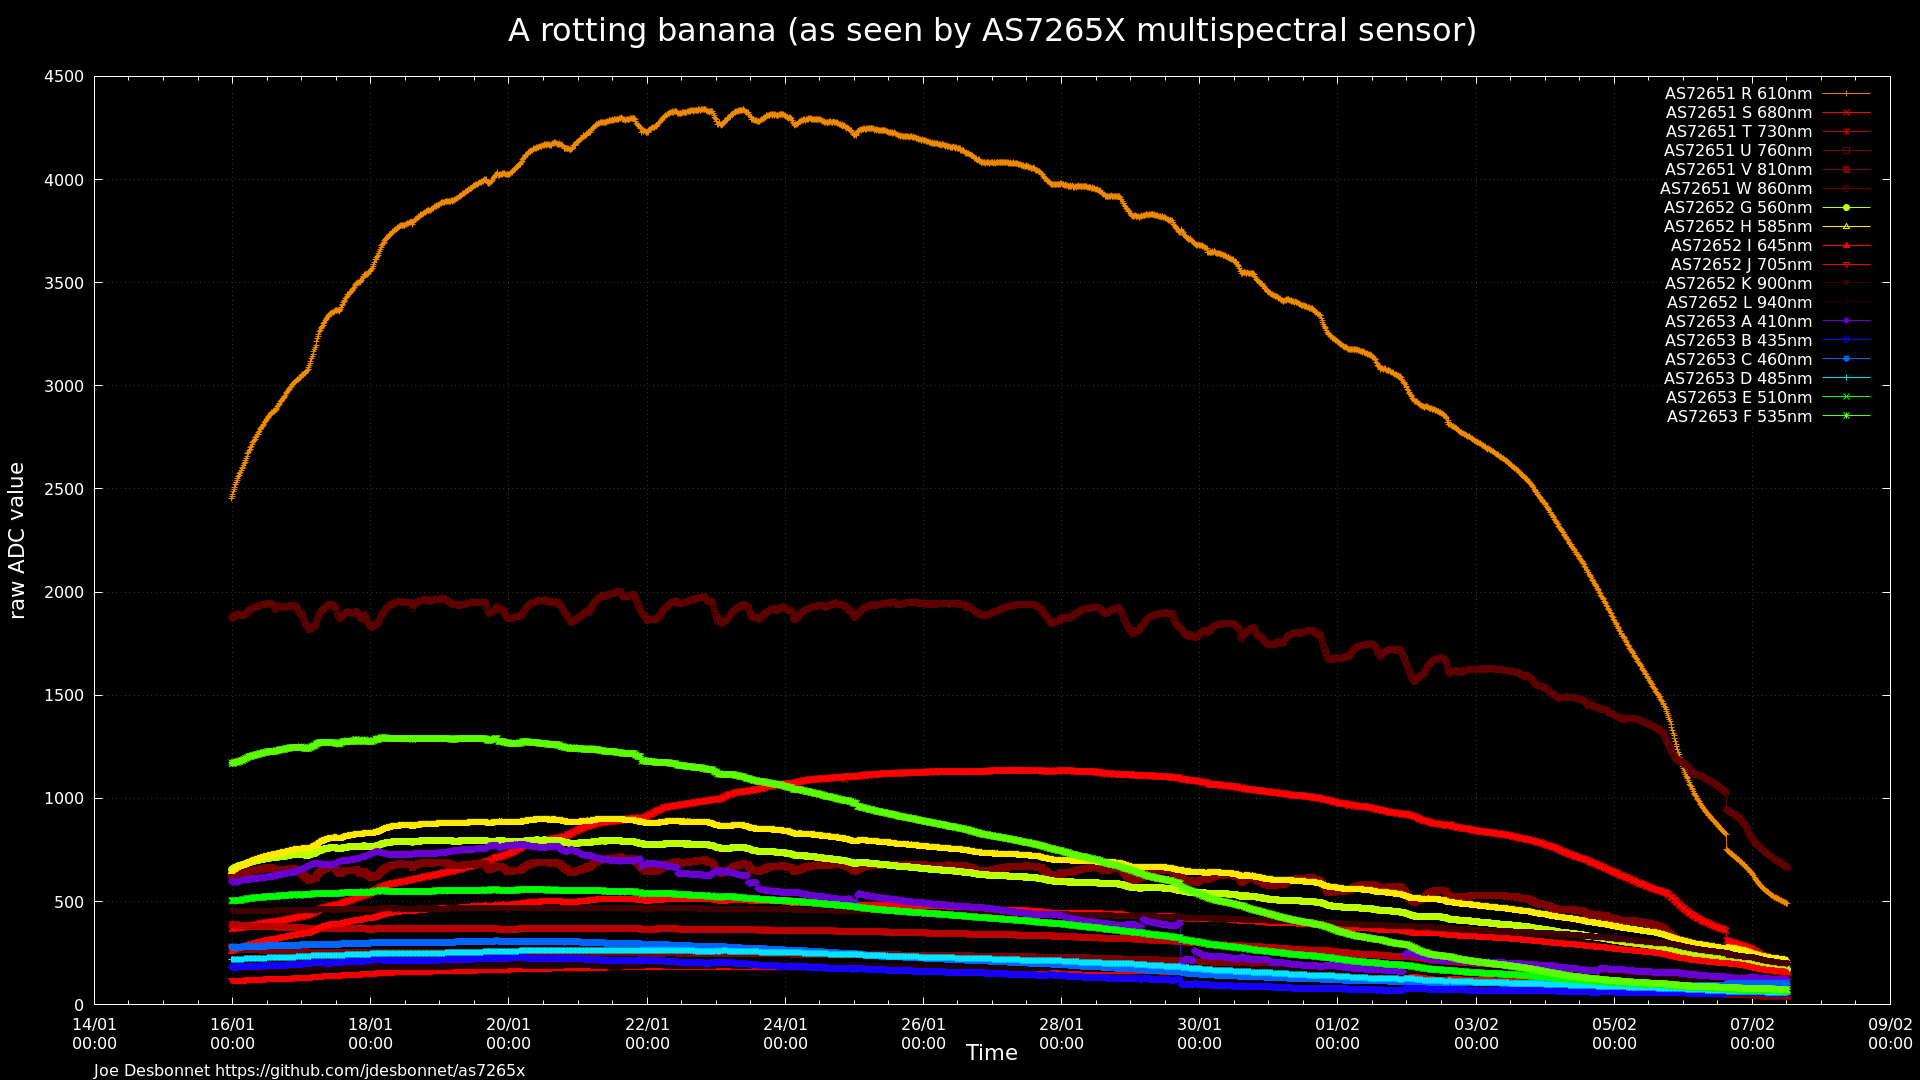 A rotting banana (as seen by AS7265X multispectral sensor)
4500
4000
3500
3000
2500
2000
1500
1000
500
0
raw ADC value
AS72651 R 610nm
AS72651 S 680nm
AS72651 T 730nm
AS72651 U 760nm
AS72651 V 810nm
AS72651 W 860nm
AS72652 G 560nm
AS72652 H 585nm
AS72652 I 645nm
AS72652 J 705nm
AS72652 K 900nm
AS72652 L 940nm
AS72653 A 410nm
AS72653 B 435nm
AS72653 C 460nm
AS72653 D 485nm
AS72653 E 510nm
AS72653 F 535nm
14/01 16/01 18/01 20/01 22/01 24/01 26/01 28/01 30/01 01/02 03/02 05/02 07/02 09/02
00:00 00:00 00:00 00:00 00:00 00:00 00:00 00:00 00:00 00:00 00:00 00:00 00:00 00:00
Time
Joe Desbonnet https://github.com/jdesbonnet/as7265x